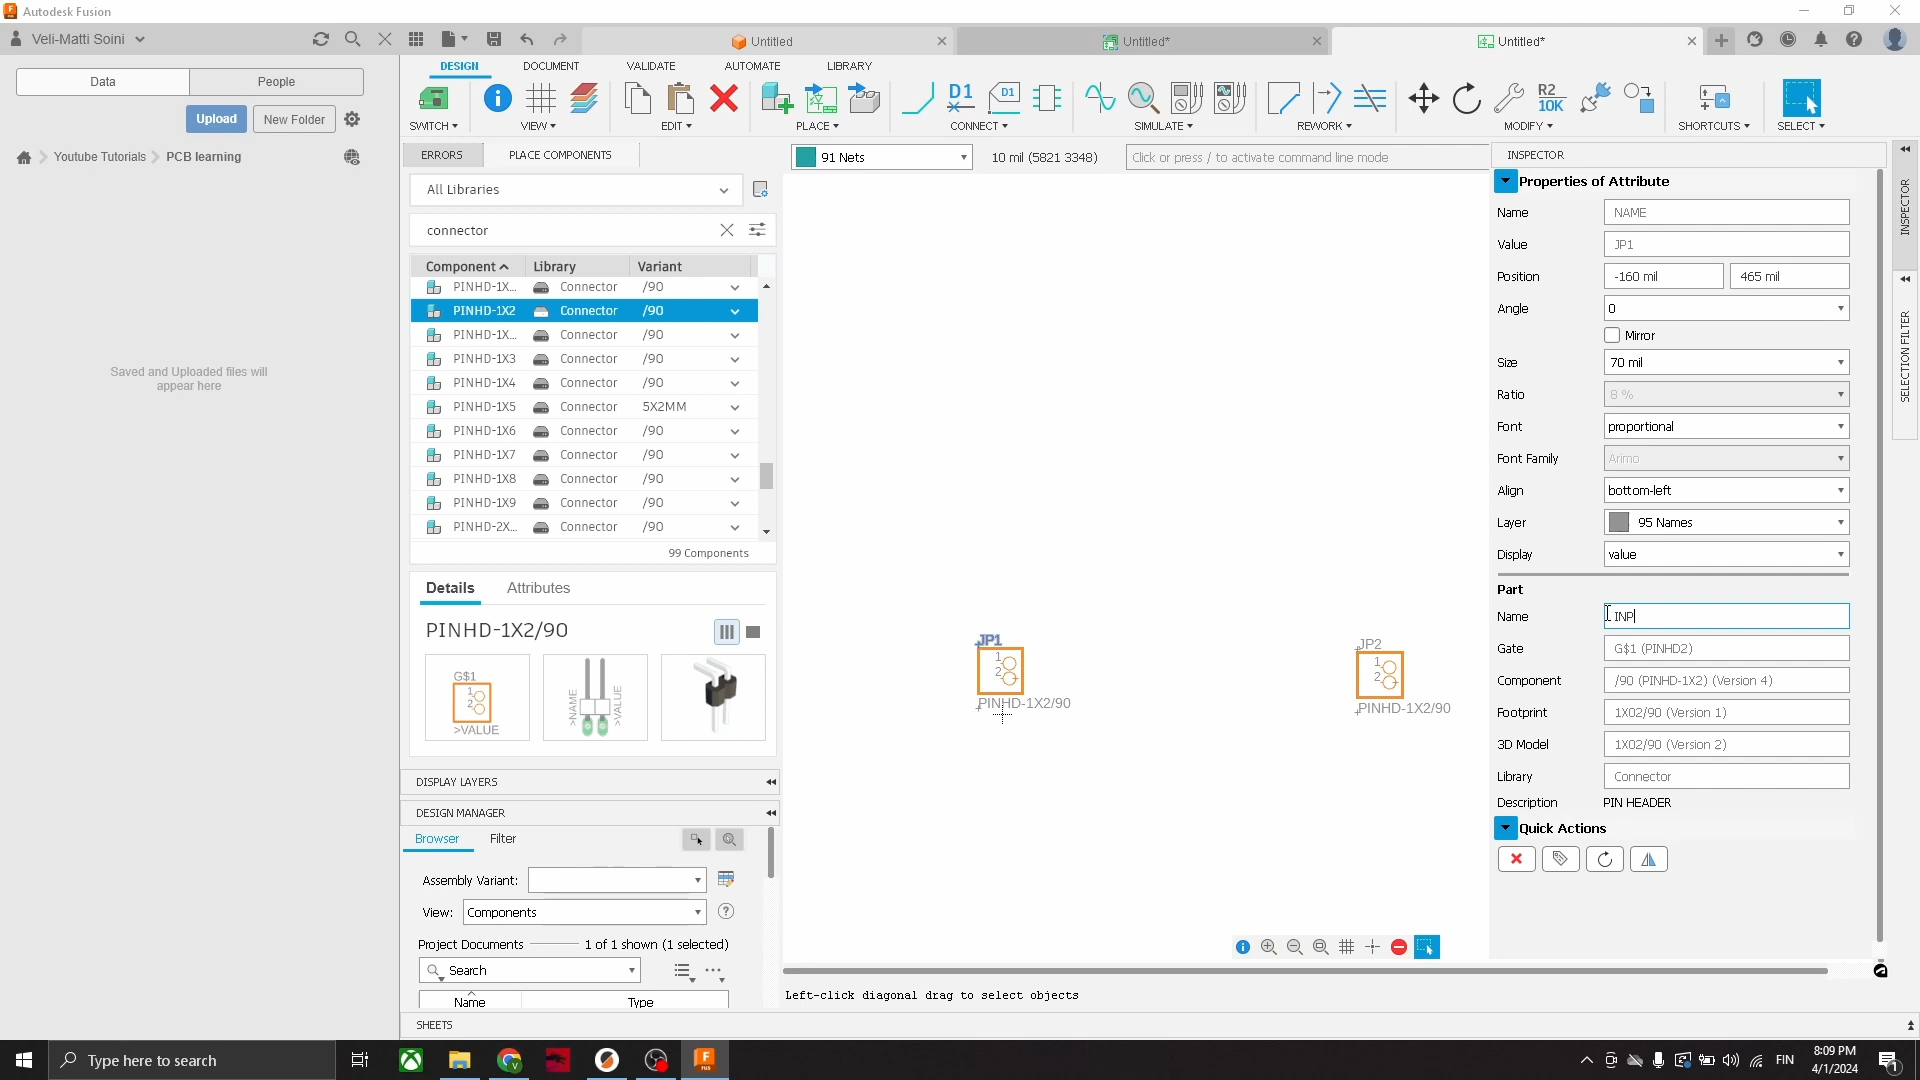 Autodesk Fusion
Veli-Matti Soini
Untitled
Untitled*
Untitled*
Data
People
Upload
New Folder
Youtube Tutorials
PCB learning
Saved and Uploaded files will
appear here
DESIGN
DOCUMENT
VALIDATE
AUTOMATE
LIBRARY
D1
D1
R2
10K
SWITCH
VIEW
EDIT
PLACE
CONNECT
SIMULATE
REWORK
MODIFY
SHORTCUTS
SELECT
ERRORS
PLACE COMPONENTS
91 Nets
10 mil (5821 3348)
Click or press / to activate command line mode
All Libraries
connector
Component
Library
Variant
PINHD-1X... Connector /90
PINHD-1X2 Connector /90
PINHD-1X... Connector /90
PINHD-1X3 Connector /90
PINHD-1X4 Connector /90
PINHD-1X5 Connector 5X2MM
PINHD-1X6 Connector /90
PINHD-1X7 Connector /90
PINHD-1X8 Connector /90
PINHD-1X9 Connector /90
PINHD-2X... Connector /90
99 Components
Details
Attributes
PINHD-1X2/90
G$1
1
2
>VALUE
>NAME
>VALUE
DISPLAY LAYERS
DESIGN MANAGER
Browser
Filter
Assembly Variant:
View: Components
Project Documents
1 of 1 shown (1 selected)
Search
Name
Type
SHEETS
JP1
1
2
PINHD-1X2/90
JP2
1
2
PINHD-1X2/90
Left-click diagonal drag to select objects
INSPECTOR
Properties of Attribute
Name NAME
Value JP1
Position -160 mil 465 mil
Angle 0
Mirror
Size 70 mil
Ratio 8 %
Font proportional
Font Family Arimo
Align bottom-left
Layer 95 Names
Display value
Part
Name INP
Gate G$1 (PINHD2)
Component /90 (PINHD-1X2) (Version 4)
Footprint 1X02/90 (Version 1)
3D Model 1X02/90 (Version 2)
Library Connector
Description PIN HEADER
Quick Actions
INSPECTOR
SELECTION FILTER
Type here to search
FIN
8:09 PM
4/1/2024
1